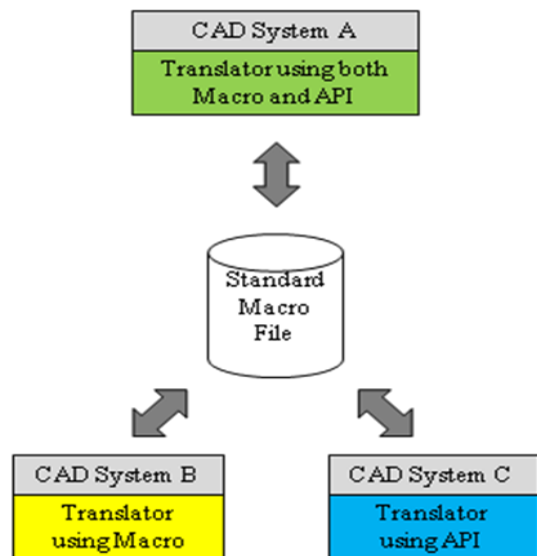 CAD System A
Translator using both
Macro and API
Standard
Macro
File
CAD System B
Translator
using Macro
CAD System C
Translator
using API